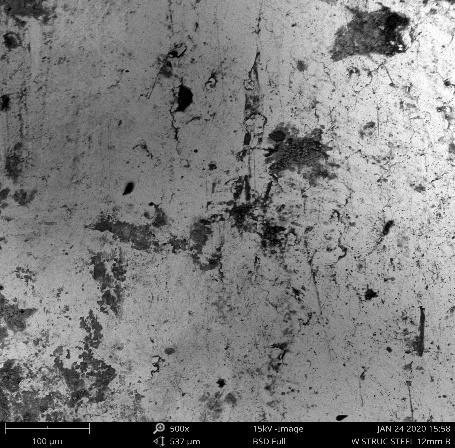 500x 15kV -Image JAN 24 2020 15:58
100 µm 537 µm BSD Full W STRUC STEEL 12mm R